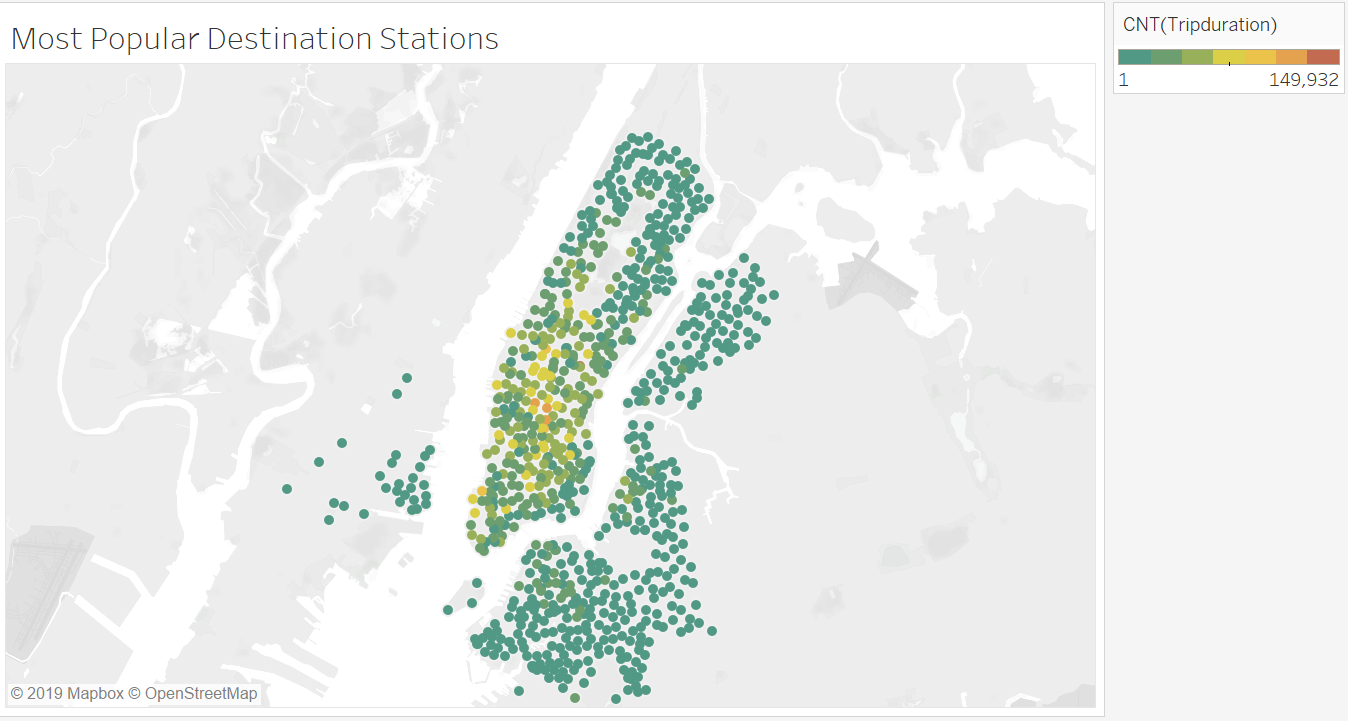 Most Popular Destination Stations
CNT(Tripduration)
1 149,932
© 2019 Mapbox © OpenStreetMap